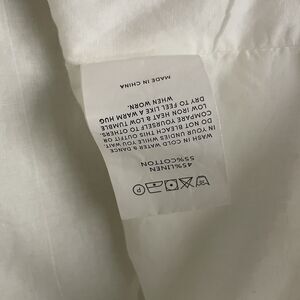 45%LINEN
55%COTTON
WASH IN COLD WATER & DANCE
IN YOUR UNDIES WHILE YOU WAIT.
DO NOT BLEACH THIS OUTFIT OR
COMPARE YOURSELF TO OTHERS.
LOW IRON HEAT & LOW TUMBLE
DRY TO FEEL LIKE A WARM HUG
WHEN WORN.
MADE IN CHINA